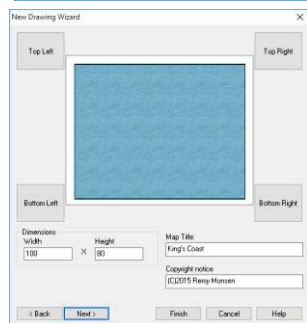 New Drawing Wizard
Top Left
Top Right
Bottom Left
Bottom Right
Dimensions
Width
Height
100
X
80
Map Title:
King's Coast
Copyright notice
(C)2015 Remy Monsen
< Back
Next >
Finish
Cancel
Help